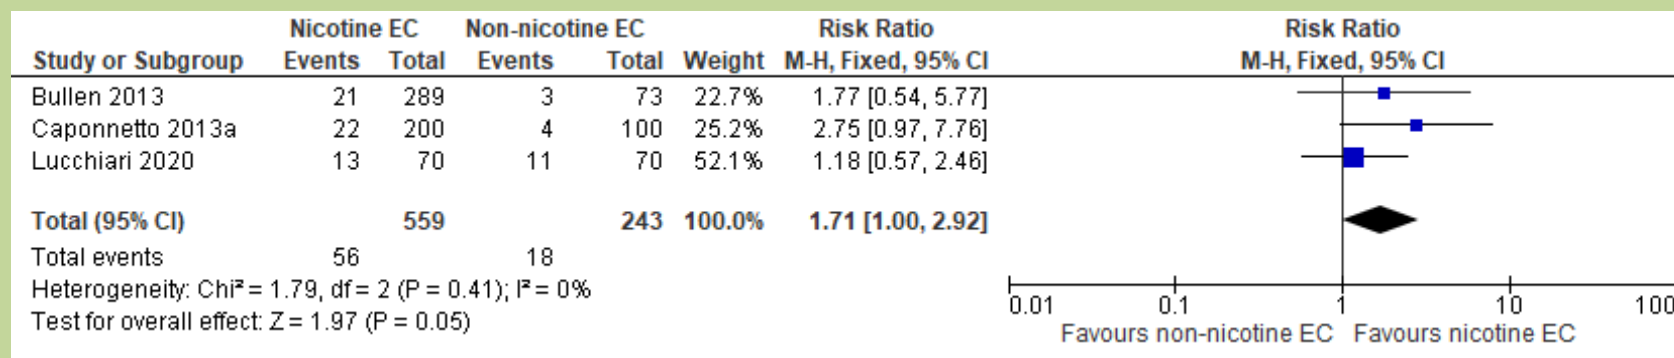 Nicotine EC Non-nicotine EC Risk Ratio Risk Ratio
Study or Subgroup Events Total Events Total Weight M-H, Fixed, 95% CI M-H, Fixed, 95% CI
Bullen 2013 21 289 3 73 22.7% 1.77 [0.54, 5.77]
Caponnetto 2013a 22 200 4 100 25.2% 2.75 [0.97, 7.76]
Lucchiari 2020 13 70 11 70 52.1% 1.18 [0.57, 2.46]
Total (95% CI) 559 243 100.0% 1.71 [1.00, 2.92]
Total events 56 18
Heterogeneity: Chi² = 1.79, df = 2 (P = 0.41); I² = 0%
Test for overall effect: Z = 1.97 (P = 0.05)
0.01 0.1 1 10 100
Favours non-nicotine EC Favours nicotine EC